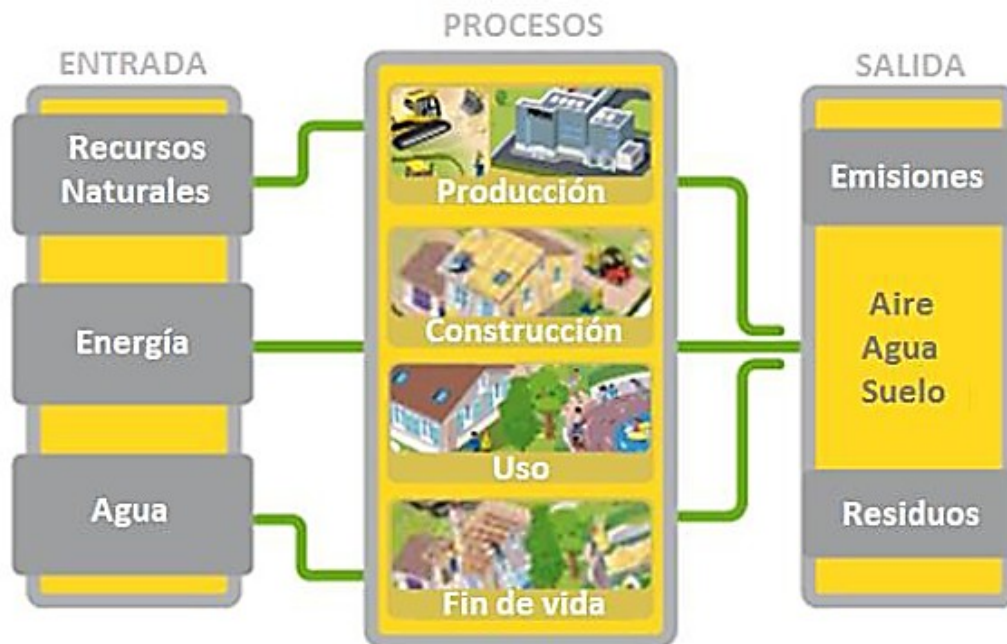 ENTRADA
Recursos
Naturales
Energía
Agua
PROCESOS
Producción
Construcción
Uso
Fin de vida
SALIDA
Emisiones
Aire
Agua
Suelo
Residuos